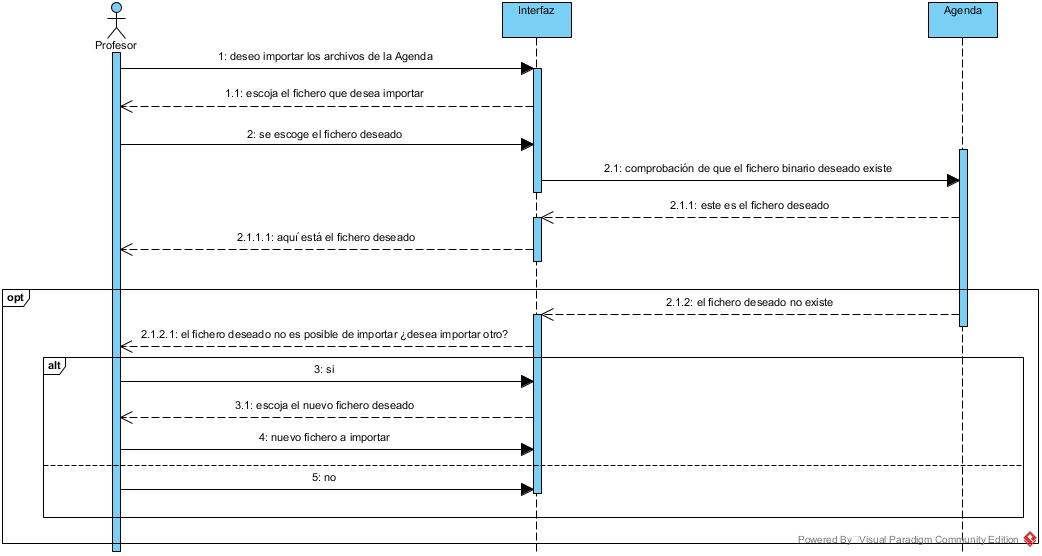 Interfaz
Agenda
Profesor
1: deseo importar los archivos de la Agenda
1.1: escoja el fichero que desea importar
2: se escoge el fichero deseado
2.1: comprobación de que el fichero binario deseado existe
2.1.1: este es el fichero deseado
2.1.1.1: aquí está el fichero deseado
opt
2.1.2: el fichero deseado no existe
2.1.2.1: el fichero deseado no es posible de importar ¿desea importar otro?
alt
3: si
3.1: escoja el nuevo fichero deseado
4: nuevo fichero a importar
5: no
Powered By Visual Paradigm Community Edition